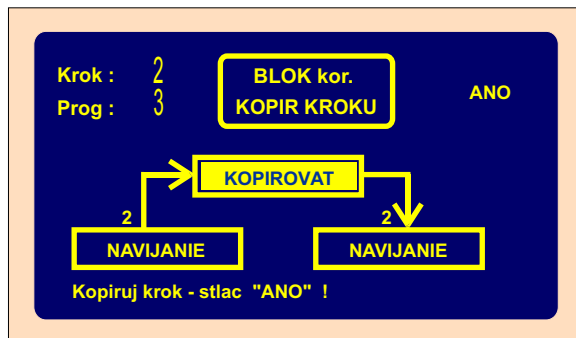 Krok : 2
Prog : 3
BLOK kor.
KOPIR KROKU
ANO
KOPIROVAT
2
2
NAVIJANIE
NAVIJANIE
Kopiruj krok - stlac "ANO" !